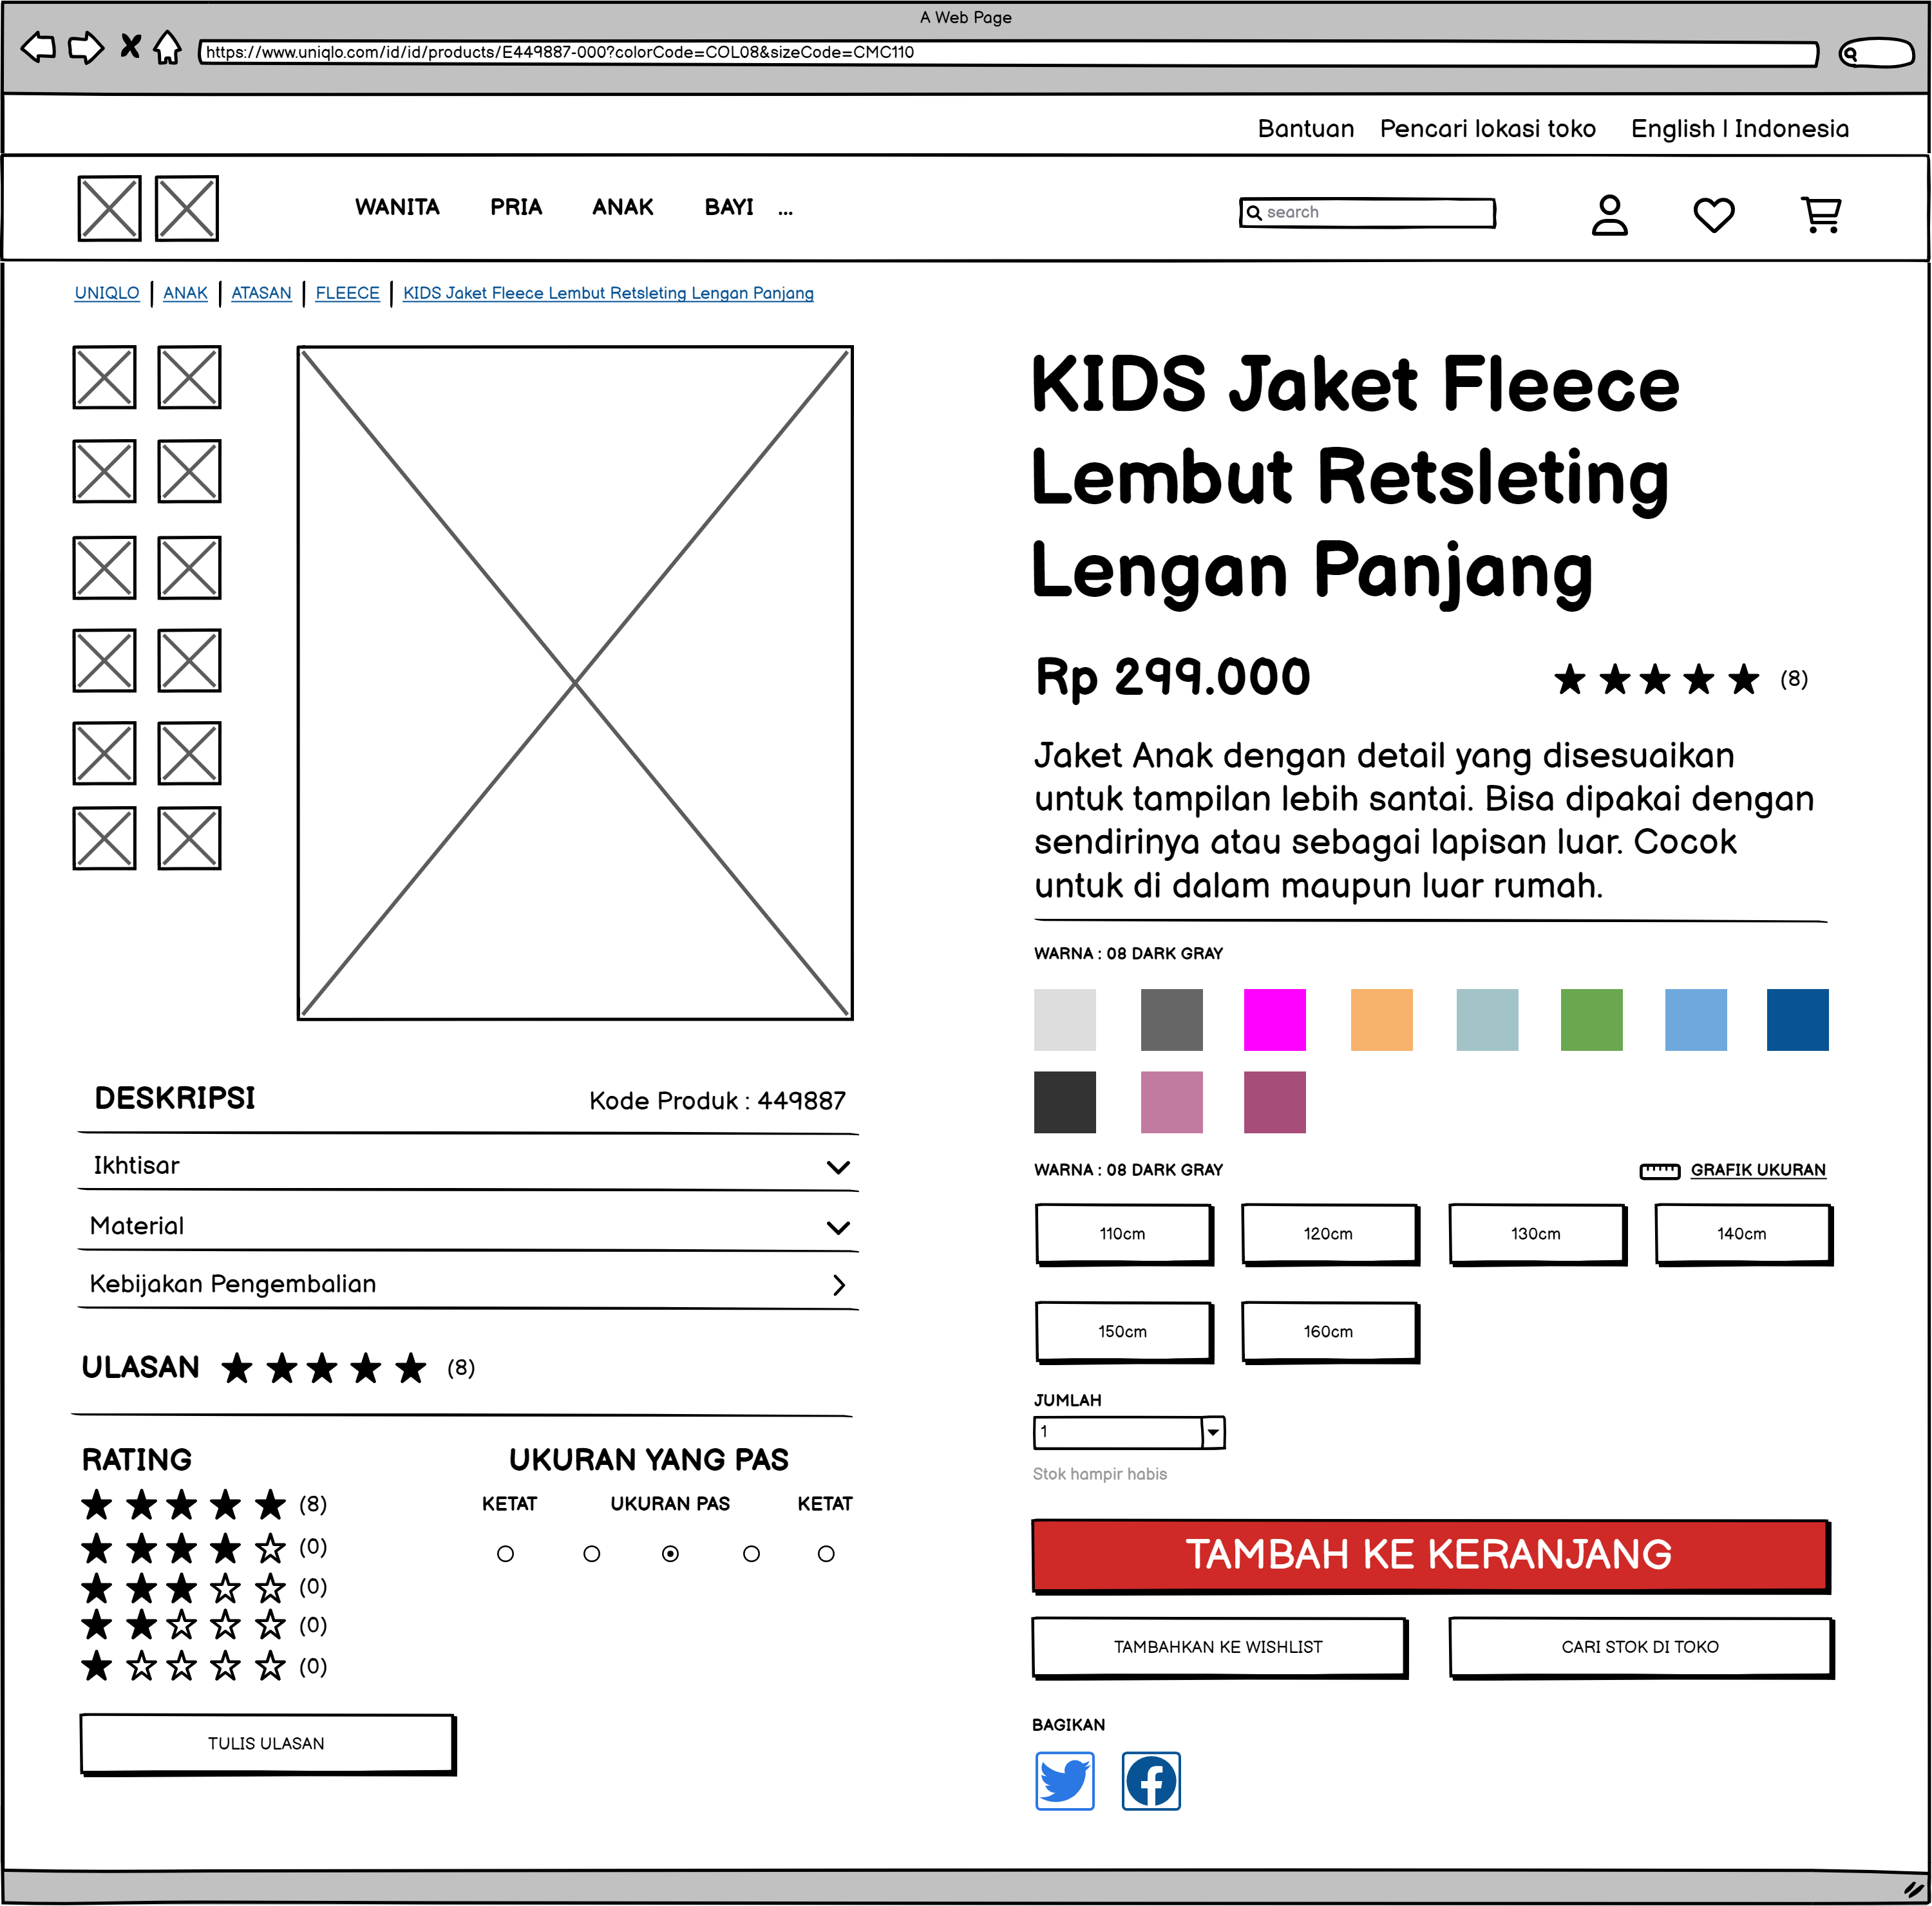 A Web Page
https://www.uniqlo.com/id/id/products/E449887-000?colorCode=COL08&sizeCode=CMC110
Bantuan Pencari lokasi toko English | Indonesia
WANITA PRIA ANAK BAYI ... search
UNIQLO | ANAK | ATASAN | FLEECE | KIDS Jaket Fleece Lembut Retsleting Lengan Panjang
KIDS Jaket Fleece
Lembut Retsleting
Lengan Panjang
Rp 299.000 (8)
Jaket Anak dengan detail yang disesuaikan
untuk tampilan lebih santai. Bisa dipakai dengan
sendirinya atau sebagai lapisan luar. Cocok
untuk di dalam maupun luar rumah.
WARNA : 08 DARK GRAY
WARNA : 08 DARK GRAY GRAFIK UKURAN
110cm 120cm 130cm 140cm
150cm 160cm
JUMLAH
1
Stok hampir habis
TAMBAH KE KERANJANG
TAMBAHKAN KE WISHLIST CARI STOK DI TOKO
BAGIKAN
DESKRIPSI Kode Produk : 449887
Ikhtisar
Material
Kebijakan Pengembalian
ULASAN (8)
RATING
(8)
(0)
(0)
(0)
(0)
UKURAN YANG PAS
KETAT UKURAN PAS KETAT
TULIS ULASAN